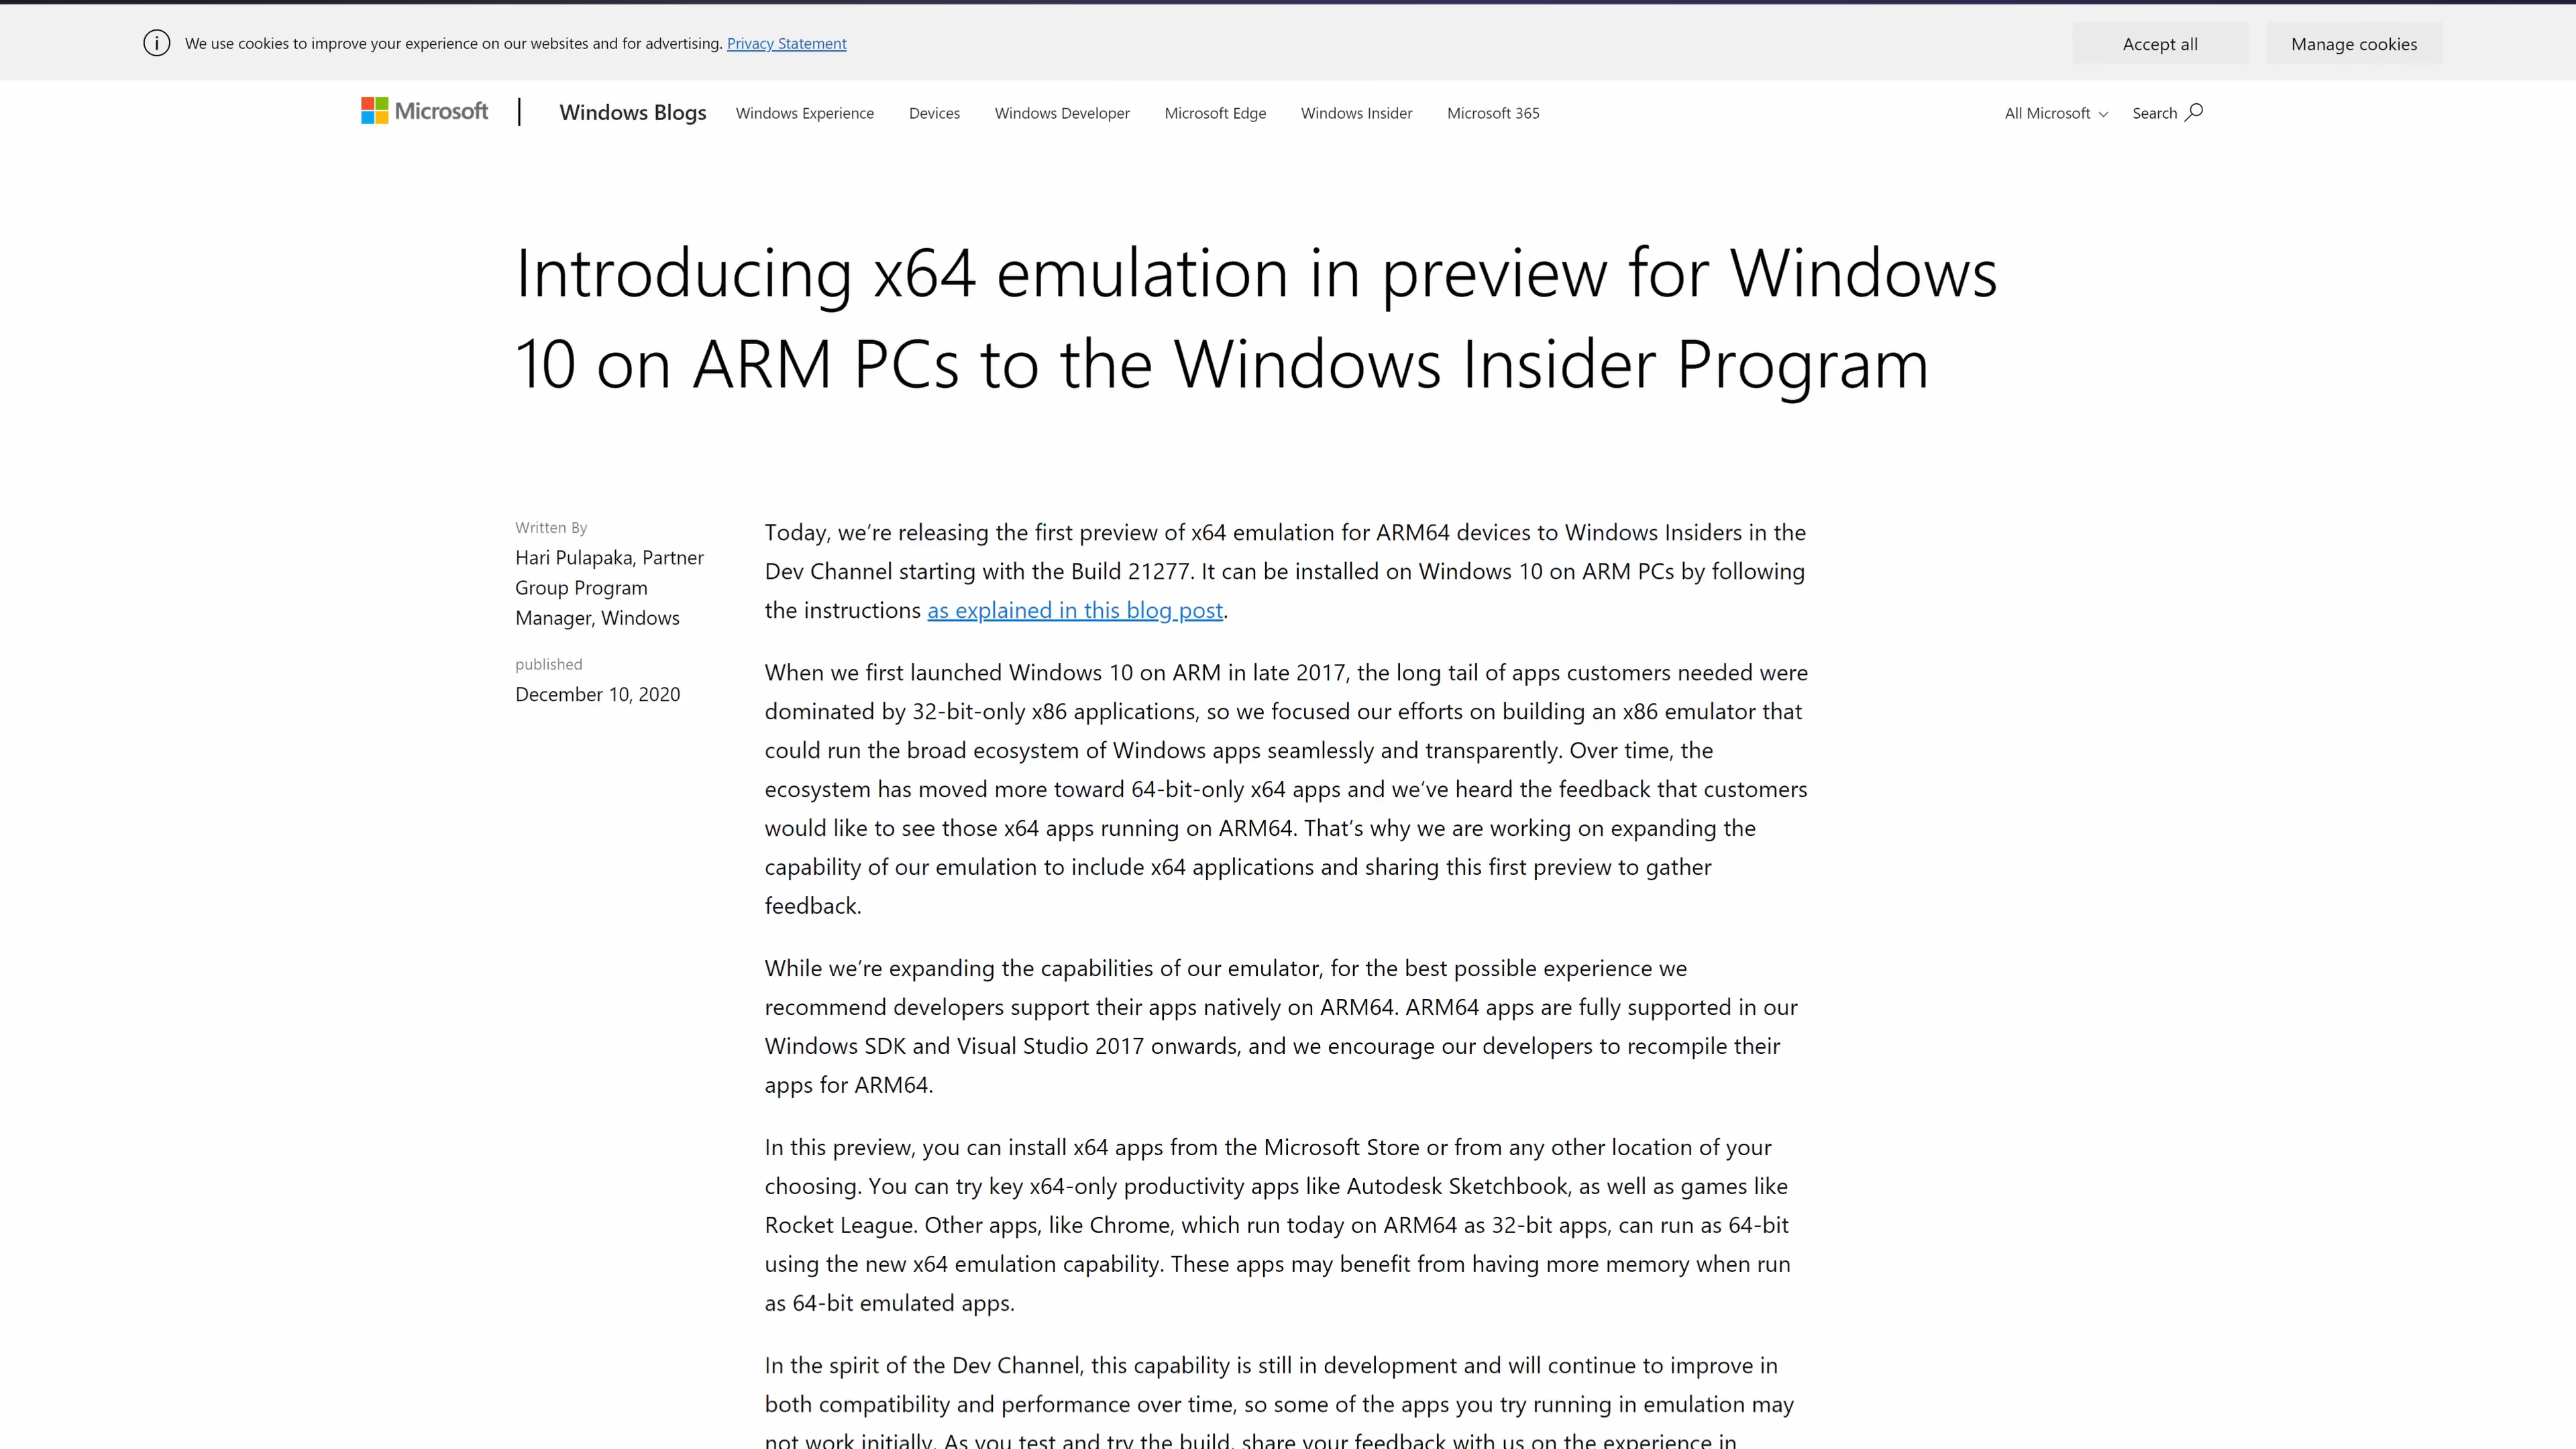 We use cookies to improve your experience on our websites and for advertising. Privacy Statement
Accept all
Manage cookies
Microsoft
Windows Blogs
Windows Experience
Devices
Windows Developer
Microsoft Edge
Windows Insider
Microsoft 365
All Microsoft
Search
Introducing x64 emulation in preview for Windows
10 on ARM PCs to the Windows Insider Program
Written By
Hari Pulapaka, Partner
Group Program
Manager, Windows
published
December 10, 2020
Today, we’re releasing the first preview of x64 emulation for ARM64 devices to Windows Insiders in the
Dev Channel starting with the Build 21277. It can be installed on Windows 10 on ARM PCs by following
the instructions as explained in this blog post.
When we first launched Windows 10 on ARM in late 2017, the long tail of apps customers needed were
dominated by 32-bit-only x86 applications, so we focused our efforts on building an x86 emulator that
could run the broad ecosystem of Windows apps seamlessly and transparently. Over time, the
ecosystem has moved more toward 64-bit-only x64 apps and we’ve heard the feedback that customers
would like to see those x64 apps running on ARM64. That’s why we are working on expanding the
capability of our emulation to include x64 applications and sharing this first preview to gather
feedback.
While we’re expanding the capabilities of our emulator, for the best possible experience we
recommend developers support their apps natively on ARM64. ARM64 apps are fully supported in our
Windows SDK and Visual Studio 2017 onwards, and we encourage our developers to recompile their
apps for ARM64.
In this preview, you can install x64 apps from the Microsoft Store or from any other location of your
choosing. You can try key x64-only productivity apps like Autodesk Sketchbook, as well as games like
Rocket League. Other apps, like Chrome, which run today on ARM64 as 32-bit apps, can run as 64-bit
using the new x64 emulation capability. These apps may benefit from having more memory when run
as 64-bit emulated apps.
In the spirit of the Dev Channel, this capability is still in development and will continue to improve in
both compatibility and performance over time, so some of the apps you try running in emulation may
not work initially. As you test and try the build, share your feedback with us on the experience in